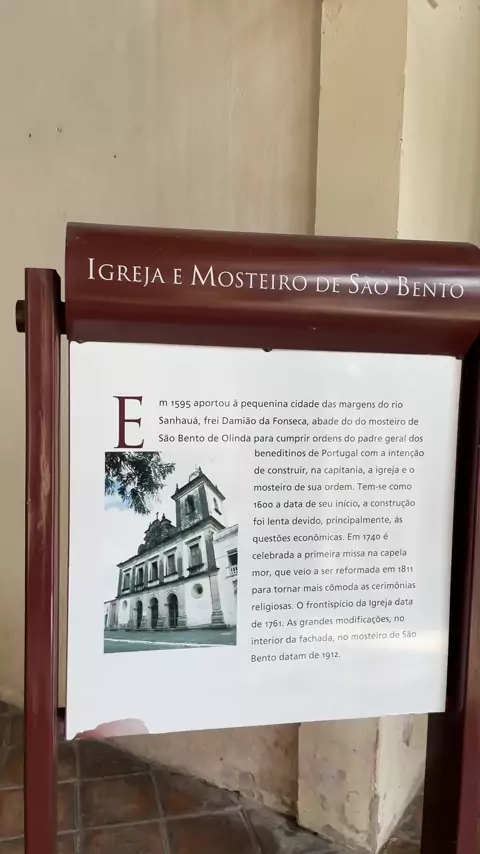 IGREJA E MOSTEIRO DE SÃO BENTO
Em 1595 aportou á pequenina cidade das margens do rio
Sanhauá, frei Damião da Fonseca, abade do do mosteiro de
São Bento de Olinda para cumprir ordens do padre geral dos
beneditinos de Portugal com a intenção
de construir, na capitania, a igreja e o
mosteiro de sua ordem. Tem-se como
1600 a data de seu início, a construção
foi lenta devido, principalmente, às
questões econômicas. Em 1740 é
celebrada a primeira missa na capela
mor, que veio a ser reformada em 1811
para tornar mais cômoda as cerimônias
religiosas. O frontispício da Igreja data
de 1761. As grandes modificações, no
interior da fachada, no mosteiro de São
Bento datam de 1912.